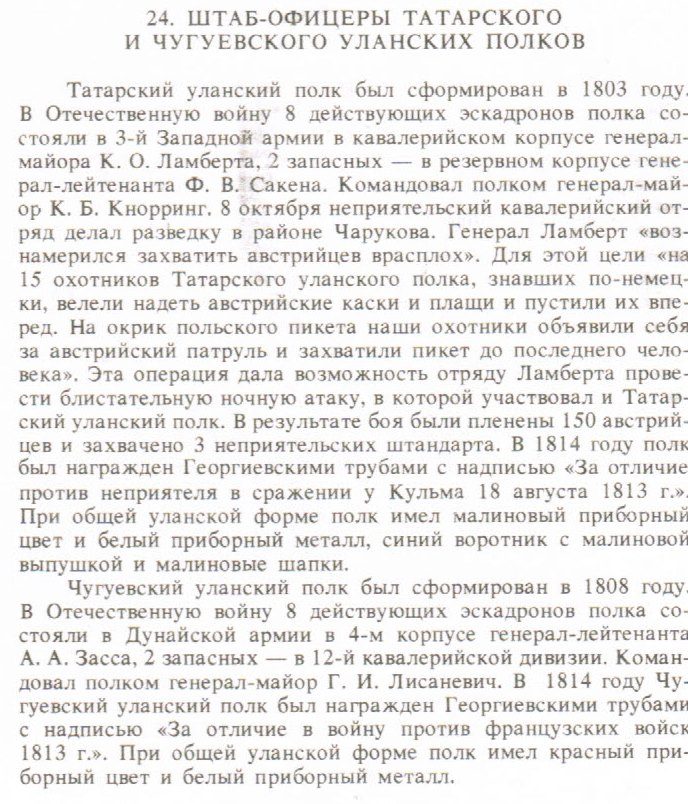 24. ШТАБ-ОФИЦЕРЫ ТАТАРСКОГО
И ЧУГУЕВСКОГО УЛАНСКИХ ПОЛКОВ
Татарский уланский полк был сформирован в 1803 году.
В Отечественную войну 8 действующих эскадронов полка со-
стояли в 3-й Западной армии в кавалерийском корпусе генерал-
майора К. О. Ламберта, 2 запасных — в резервном корпусе гене-
рал-лейтенанта Ф. В. Сакена. Командовал полком генерал-май-
ор К. Б. Кнорринг. 8 октября неприятельский кавалерийский от-
ряд делал разведку в районе Чарукова. Генерал Ламберт «воз-
намерился захватить австрийцев врасплох». Для этой цели «на
15 охотников Татарского уланского полка, знавших по-немец-
ки, велели надеть австрийские каски и плащи и пустили их впе-
ред. На окрик польского пикета наши охотники объявили себя
за австрийский патруль и захватили пикет до последнего чело-
века». Эта операция дала возможность отряду Ламберта прове-
сти блистательную ночную атаку, в которой участвовал и Татар-
ский уланский полк. В результате боя были пленены 150 австрий-
цев и захвачено 3 неприятельских штандарта. В 1814 году полк
был награжден Георгиевскими трубами с надписью «За отличие
против неприятеля в сражении у Кульма 18 августа 1813 г.».
При общей уланской форме полк имел малиновый приборный
цвет и белый приборный металл, синий воротник с малиновой
выпушкой и малиновые шапки.
Чугуевский уланский полк был сформирован в 1808 году.
В Отечественную войну 8 действующих эскадронов полка со-
стояли в Дунайской армии в 4-м корпусе генерал-лейтенанта
А. А. Засса, 2 запасных — в 12-й кавалерийской дивизии. Коман-
довал полком генерал-майор Г. И. Лисаневич. В 1814 году Чу-
гуевский уланский полк был награжден Георгиевскими трубами
с надписью «За отличие в войну против французских войск
1813 г.». При общей уланской форме полк имел красный при-
борный цвет и белый приборный металл.